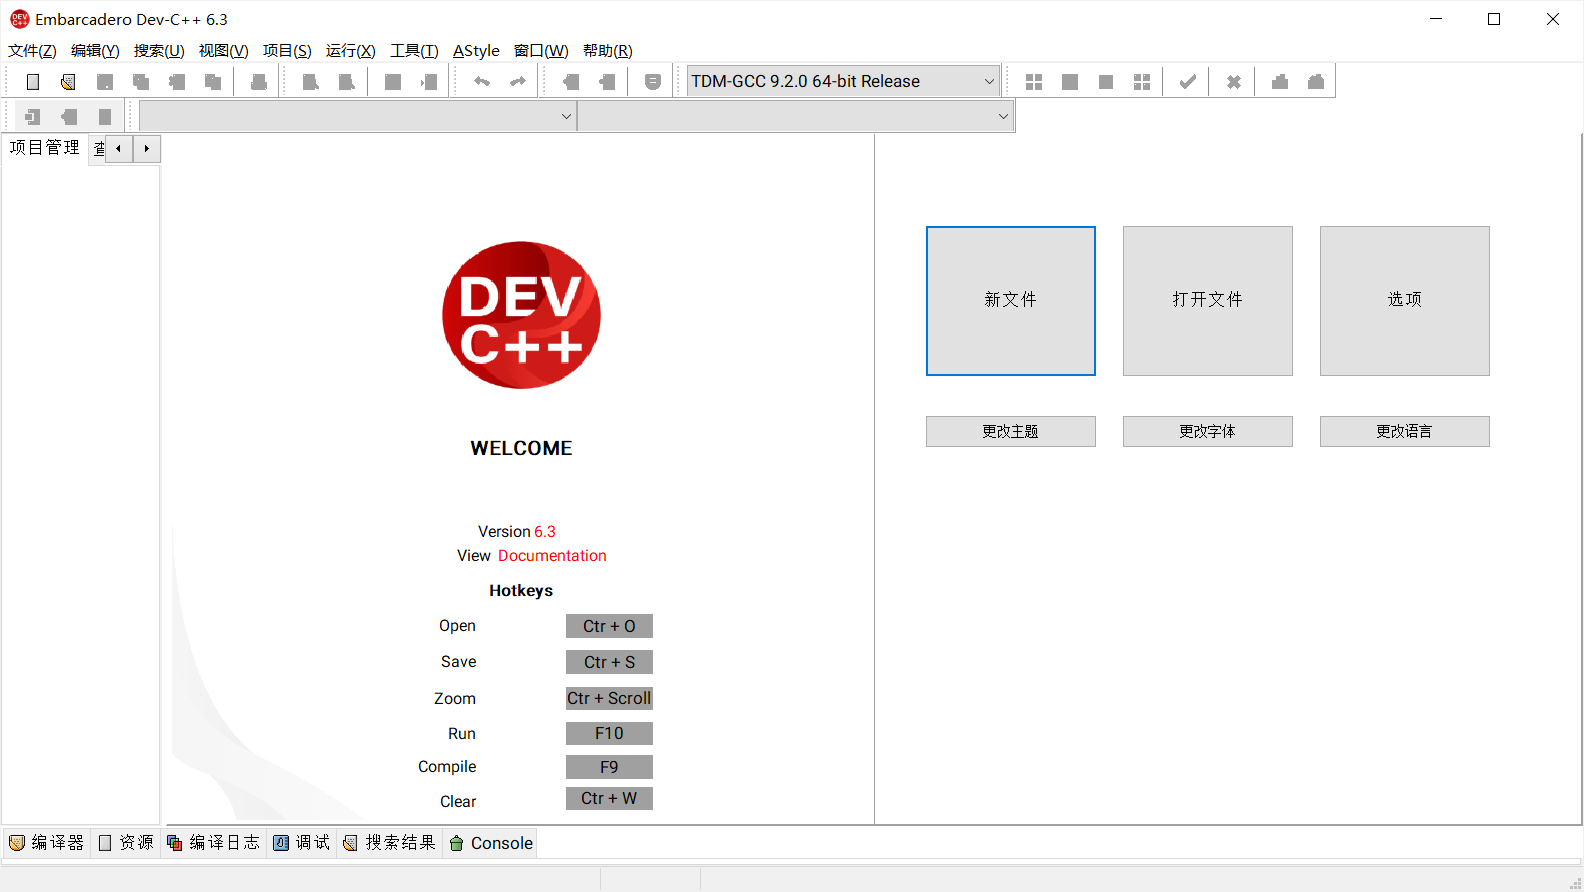 Embarcadero Dev-C++ 6.3
文件(Z) 编辑(Y) 搜索(U) 视图(V) 项目(S) 运行(X) 工具(T) AStyle 窗口(W) 帮助(R)
TDM-GCC 9.2.0 64-bit Release
项目管理
DEV
C++
WELCOME
Version 6.3
View Documentation
Hotkeys
Open Ctr + O
Save Ctr + S
Zoom Ctr + Scroll
Run F10
Compile F9
Clear Ctr + W
新文件 打开文件 选项
更改主题 更改字体 更改语言
编译器 资源 编译日志 调试 搜索结果 Console